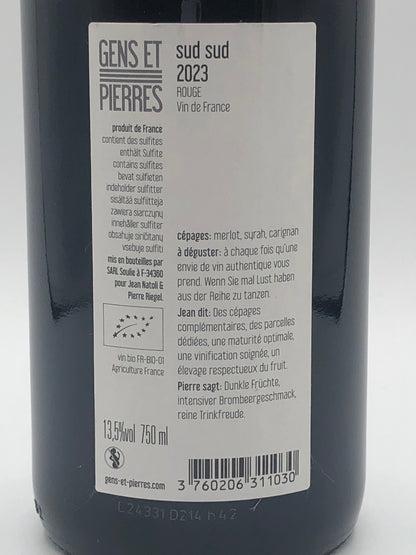 GENS ET
PIERRES
sud sud
2023
ROUGE
Vin de France
produit de France
contient des sulfites
enthält Sulfite
contains sulfites
bevat sulfieten
indeholder sulfitter
sisältää sulfiitteja
zawiera siarczyny
innehåller sulfiter
obsahuje siričitany
vsebuje sulfiti
mis en bouteilles par
SARL Soulie à F-34360
pour Jean Natoli &
Pierre Riegel.
vin bio FR-BIO-01
Agriculture France
13,5%vol 750 ml
gens-et-pierres.com
cépages: merlot, syrah, carignan
à déguster: à chaque fois qu'une
envie de vin authentique vous
prend. Wenn Sie mal Lust haben
aus der Reihe zu tanzen.
Jean dit: Des cépages
complémentaires, des parcelles
dédiées, une maturité optimale,
une vinification soignée, un
élevage respectueux du fruit.
Pierre sagt: Dunkle Früchte,
intensiver Brombeergeschmack,
reine Trinkfreude.
3 760206 311030
L24331 D214 h42